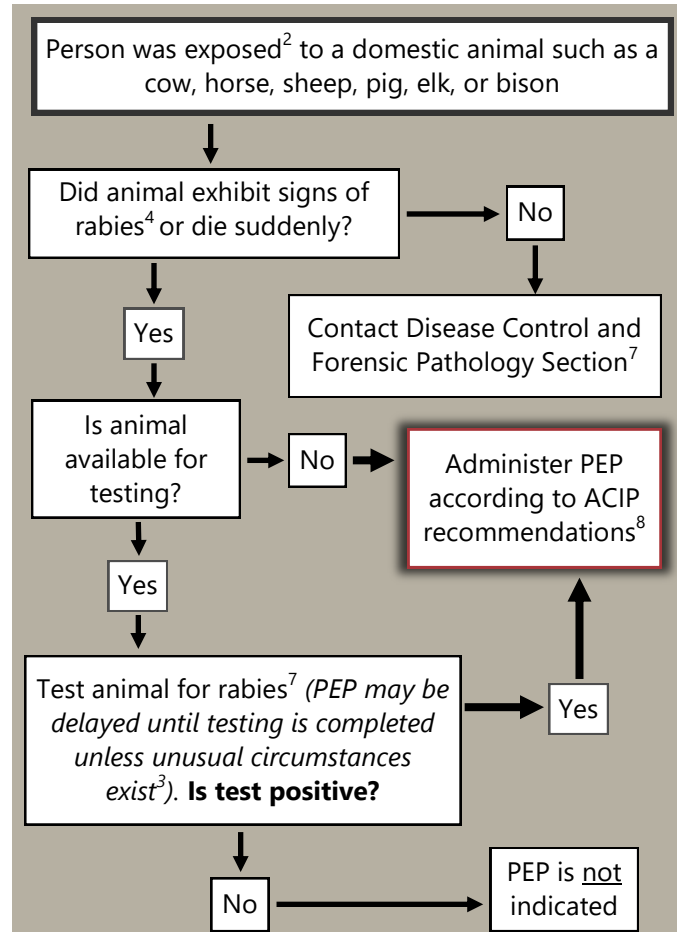 Person was exposed² to a domestic animal such as a
cow, horse, sheep, pig, elk, or bison
Did animal exhibit signs of
rabies⁴ or die suddenly?
No
Yes
Contact Disease Control and
Forensic Pathology Section⁷
Is animal
available for
testing?
No
Administer PEP
according to ACIP
recommendations⁸
Yes
Test animal for rabies⁷ (PEP may be
delayed until testing is completed
unless unusual circumstances
exist³). Is test positive?
Yes
No
PEP is not
indicated